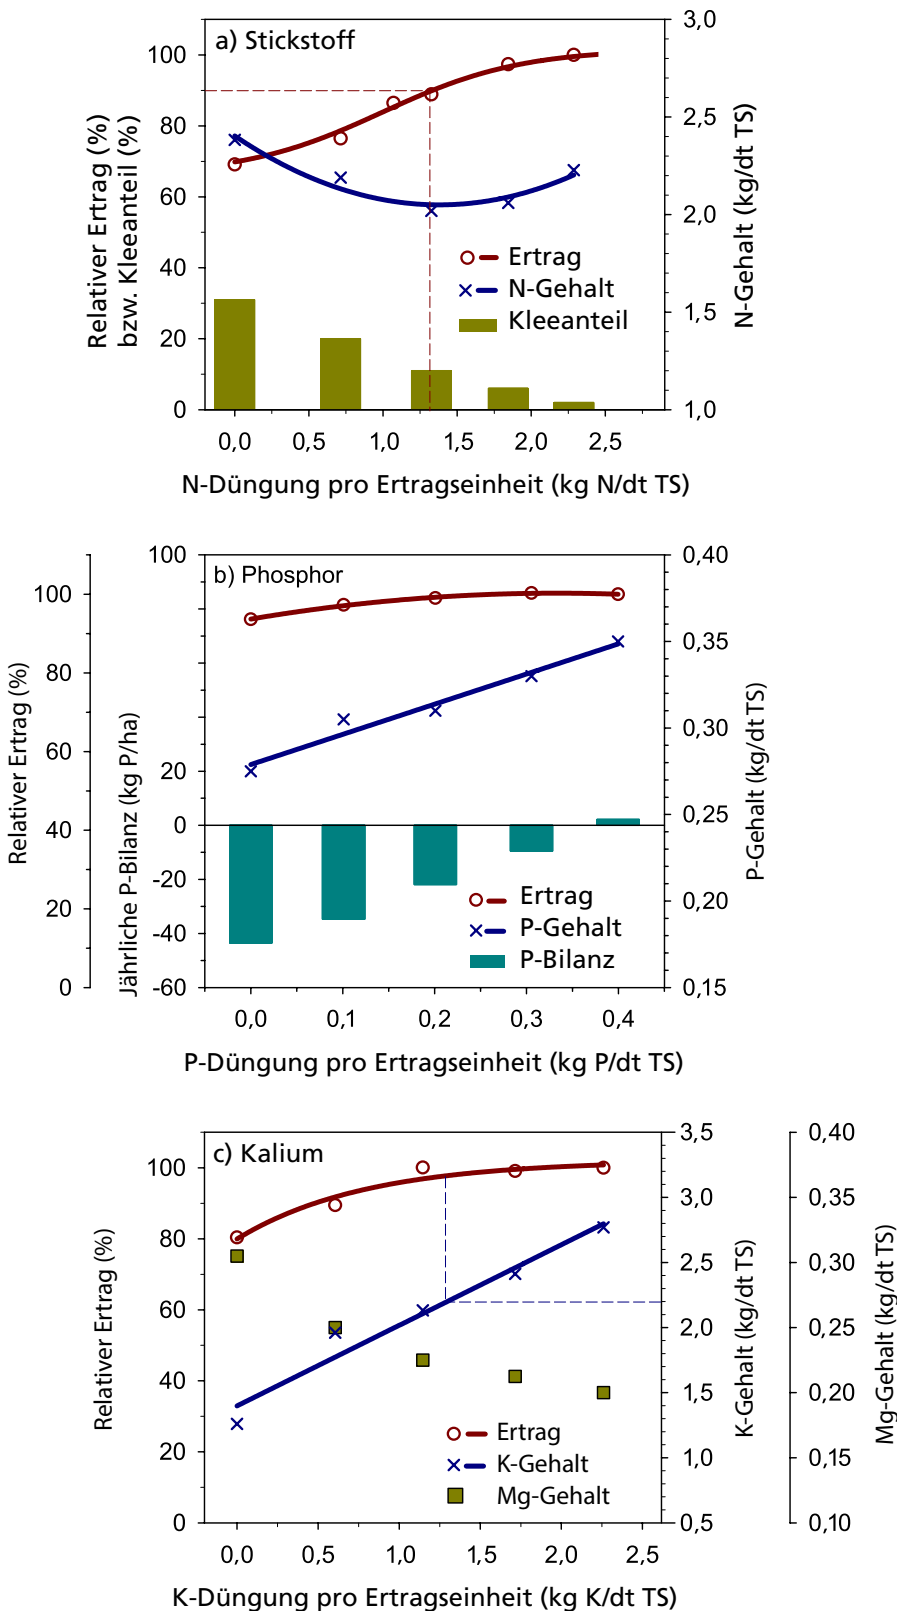 a) Stickstoff
100
80
60
40
20
0
Relativer Ertrag (%)
bzw. Kleeanteil (%)
3,0
2,5
2,0
1,5
1,0
N-Gehalt (kg/dt TS)
Ertrag
N-Gehalt
Kleeanteil
0,0 0,5 1,0 1,5 2,0 2,5
N-Düngung pro Ertragseinheit (kg N/dt TS)
b) Phosphor
100
80
60
40
20
0
Relativer Ertrag (%)
100
20
0
-20
-40
-60
Jährliche P-Bilanz (kg P/ha)
0,40
0,35
0,30
0,25
0,20
0,15
P-Gehalt (kg/dt TS)
Ertrag
P-Gehalt
P-Bilanz
0,0 0,1 0,2 0,3 0,4
P-Düngung pro Ertragseinheit (kg P/dt TS)
c) Kalium
100
80
60
40
20
0
Relativer Ertrag (%)
3,5
3,0
2,5
2,0
1,5
1,0
0,5
K-Gehalt (kg/dt TS)
0,40
0,35
0,30
0,25
0,20
0,15
0,10
Mg-Gehalt (kg/dt TS)
Ertrag
K-Gehalt
Mg-Gehalt
0,0 0,5 1,0 1,5 2,0 2,5
K-Düngung pro Ertragseinheit (kg K/dt TS)